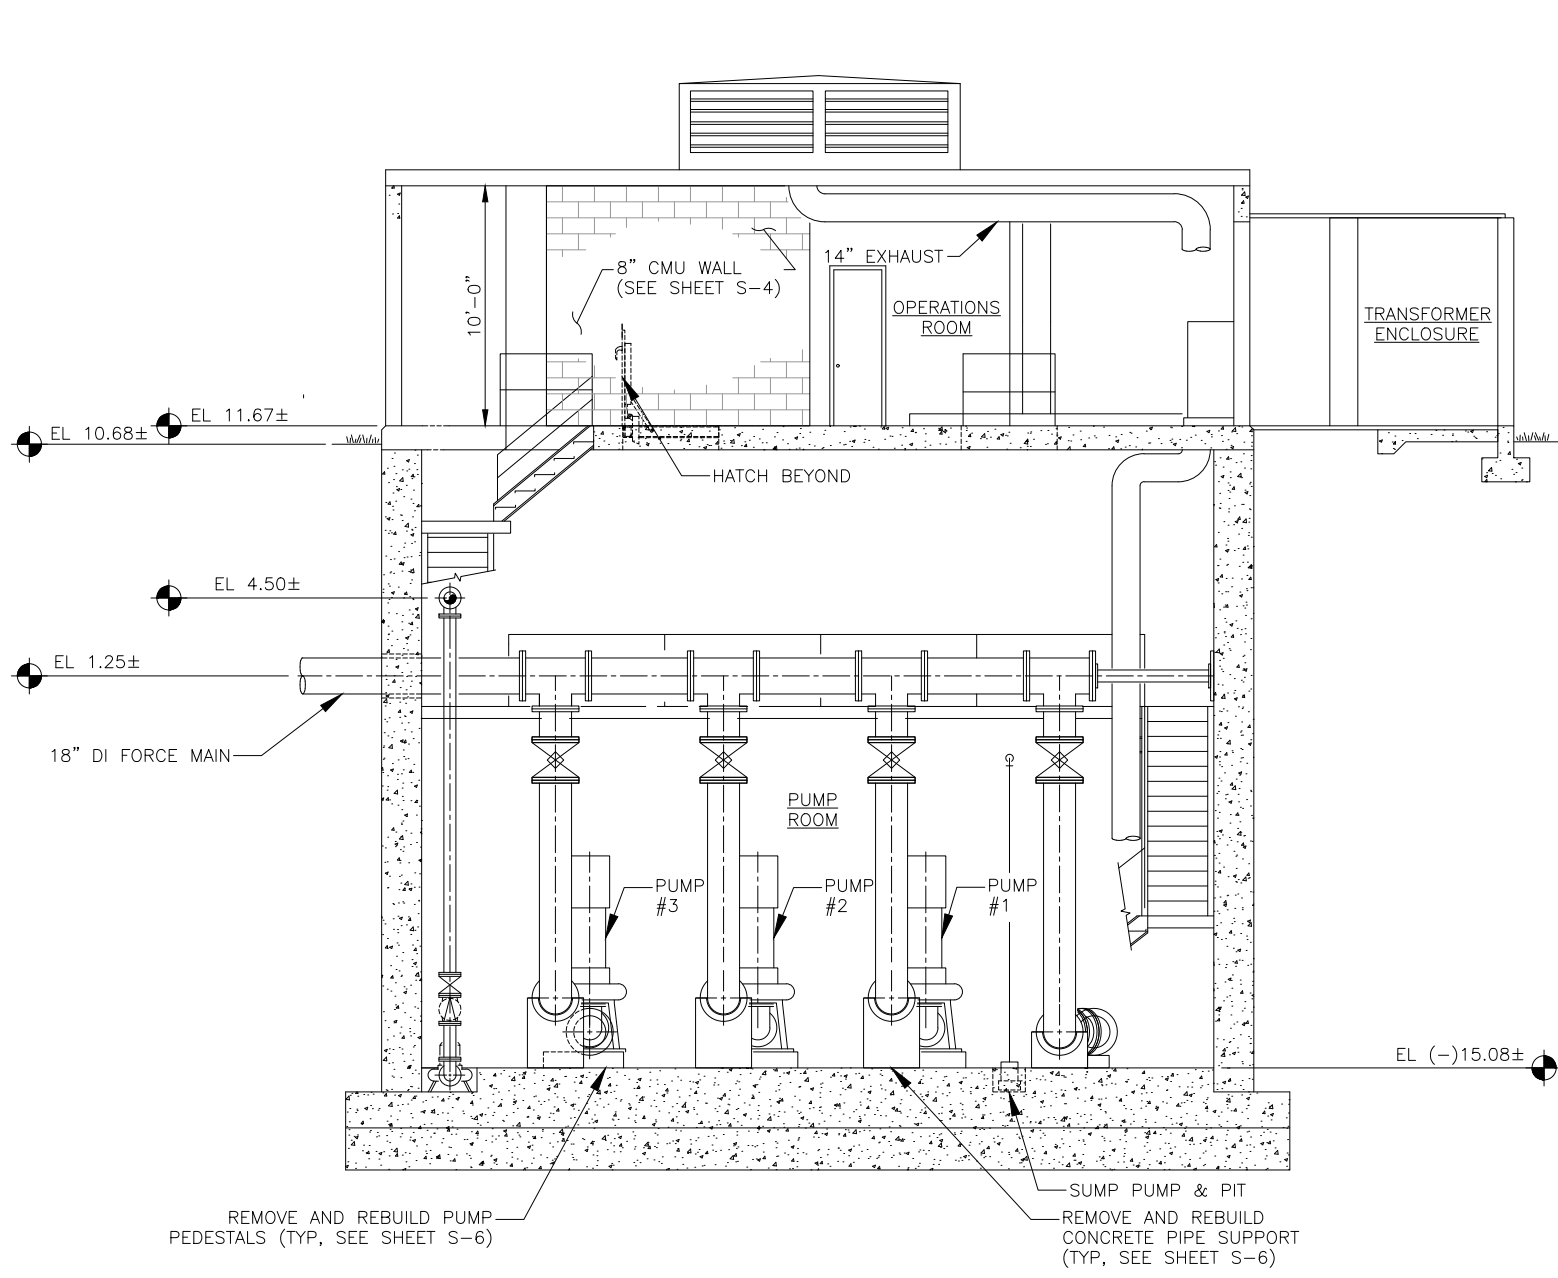 14” EXHAUST
8” CMU WALL
(SEE SHEET S-4)
10'-0"
OPERATIONS
ROOM
TRANSFORMER
ENCLOSURE
EL 11.67±
EL 10.68±
HATCH BEYOND
EL 4.50±
EL 1.25±
18” DI FORCE MAIN
PUMP
ROOM
PUMP
#3
PUMP
#2
PUMP
#1
EL (-)15.08±
SUMP PUMP & PIT
REMOVE AND REBUILD PUMP
PEDESTALS (TYP, SEE SHEET S-6)
REMOVE AND REBUILD
CONCRETE PIPE SUPPORT
(TYP, SEE SHEET S-6)